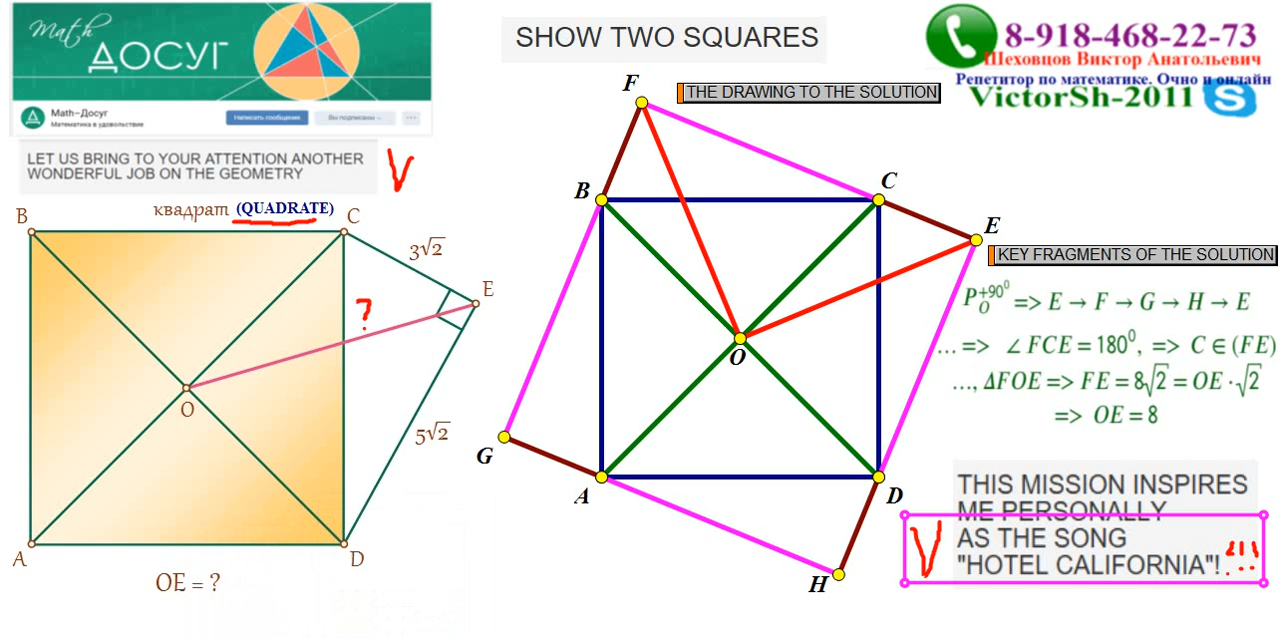 Math
ДОСУГ
Math-Досуг
Математика в удовольствие
Написать сообщение
Вы подписаны
LET US BRING TO YOUR ATTENTION ANOTHER
WONDERFUL JOB ON THE GEOMETRY
V
квадрат (QUADRATE)
B
C
3√2
E
?
O
5√2
A
D
OE = ?
SHOW TWO SQUARES
8-918-468-22-73
Шеховцов Виктор Анатольевич
Репетитор по математике. Очно и онлайн
VictorSh-2011
S
THE DRAWING TO THE SOLUTION
F
B
C
E
O
G
A
D
H
KEY FRAGMENTS OF THE SOLUTION
P_O^{+90^0} => E → F → G → H → E
... => ∠FCE = 180^0, => C ∈ (FE)
..., ΔFOE => FE = 8√2 = OE · √2
=> OE = 8
THIS MISSION INSPIRES
ME PERSONALLY
AS THE SONG
"HOTEL CALIFORNIA"!
V